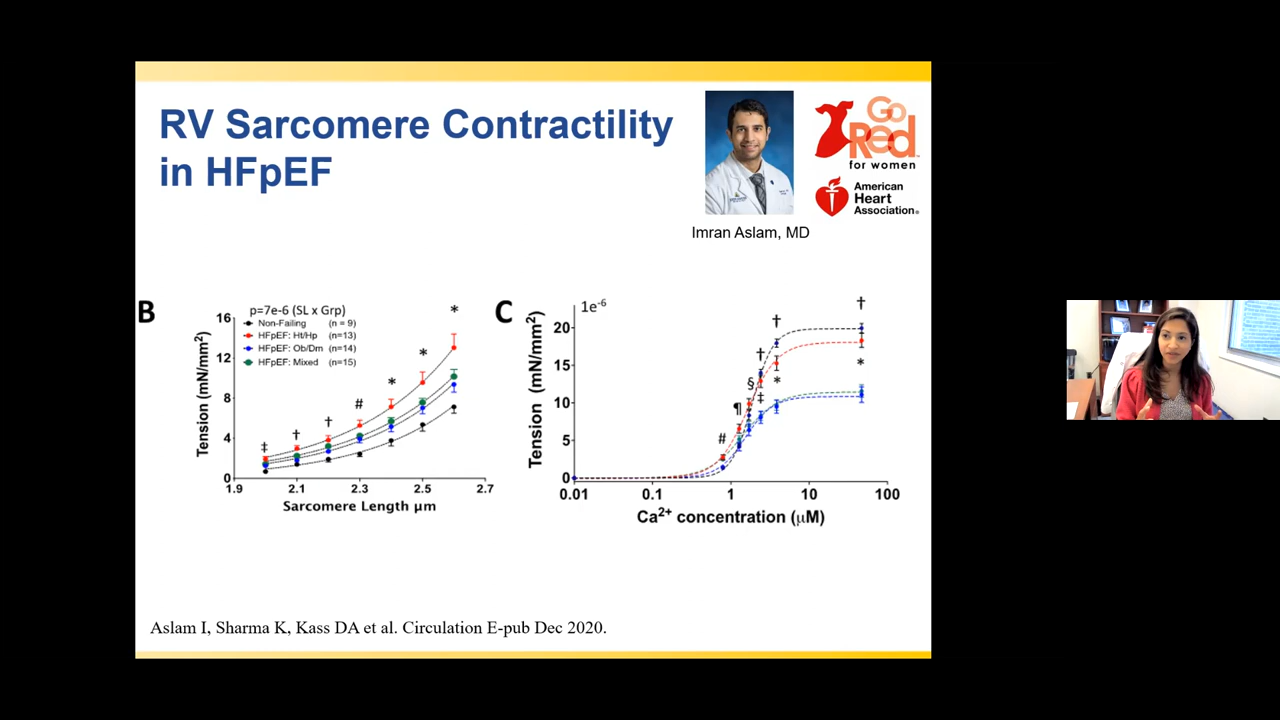 RV Sarcomere Contractility
in HFpEF
Go
Red
for women
American
Heart
Association®
Imran Aslam, MD
B
p=7e-6 (SL x Grp)
Non-Failing (n = 9)
HFpEF: Ht/Hp (n=13)
HFpEF: Ob/Dm (n=14)
HFpEF: Mixed (n=15)
16
12
8
4
0
Tension (mN/mm²)
‡ † † # * * *
1.9 2.1 2.3 2.5 2.7
Sarcomere Length µm
C
1e-6
20
15
10
5
0
Tension (mN/mm²)
# ¶ § † ‡ † * † *
0.01 0.1 1 10 100
Ca²⁺ concentration (µM)
Aslam I, Sharma K, Kass DA et al. Circulation E-pub Dec 2020.